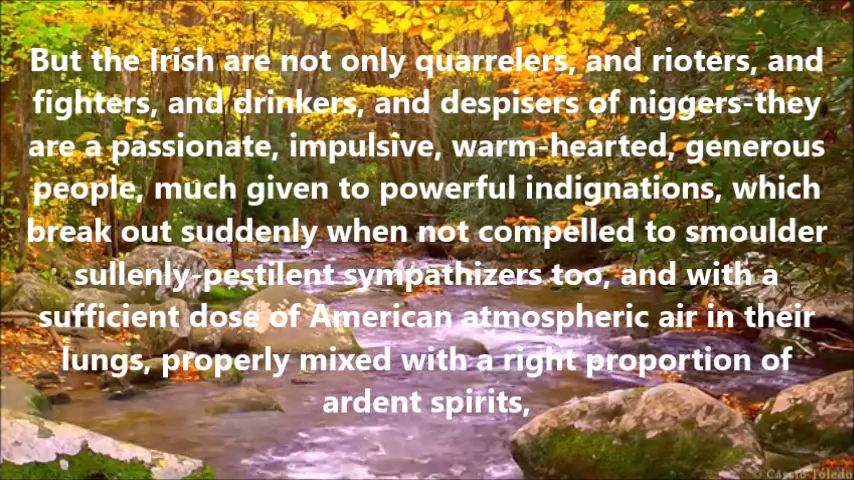 But the Irish are not only quarrelers, and rioters, and
fighters, and drinkers, and despisers of niggers-they
are a passionate, impulsive, warm-hearted, generous
people, much given to powerful indignations, which
break out suddenly when not compelled to smoulder
sullenly-pestilent sympathizers too, and with a
sufficient dose of American atmospheric air in their
lungs, properly mixed with a right proportion of
ardent spirits,
© Cássio Toledo